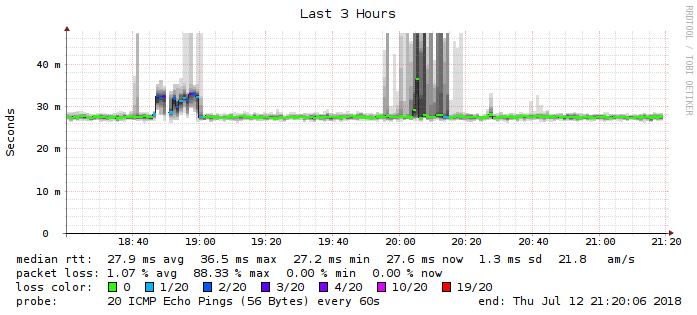 Last 3 Hours
RRDTOOL / TOBI OETIKER
Seconds
40 m
30 m
20 m
10 m
0
18:40 19:00 19:20 19:40 20:00 20:20 20:40 21:00 21:20
median rtt: 27.9 ms avg 36.5 ms max 27.2 ms min 27.6 ms now 1.3 ms sd 21.8 am/s
packet loss: 1.07 % avg 88.33 % max 0.00 % min 0.00 % now
loss color: 0 1/20 2/20 3/20 4/20 10/20 19/20
probe: 20 ICMP Echo Pings (56 Bytes) every 60s end: Thu Jul 12 21:20:06 2018